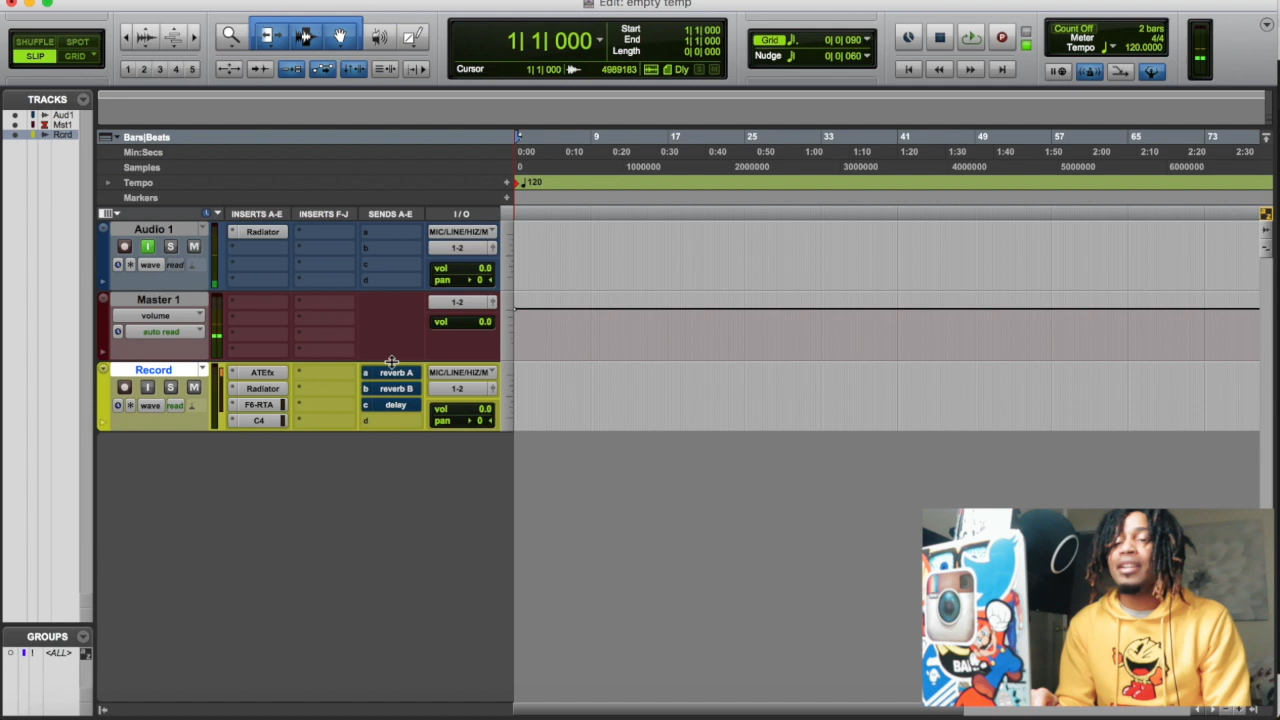 Edit: empty temp
SHUFFLE SPOT
SLIP GRID
1 2 3 4 5
1| 1| 000
Start 1| 1| 000
End 1| 1| 000
Length 0| 0| 000
Cursor 1| 1| 000 4989183 Dly
Grid 0| 0| 090
Nudge 0| 0| 060
Count Off 2 bars
Meter 4/4
Tempo 120.0000
TRACKS
Aud1
Mst1
Rcrd
Bars|Beats 9 17 25 33 41 49 57 65 73
Min:Secs 0:00 0:10 0:20 0:30 0:40 0:50 1:00 1:10 1:20 1:30 1:40 1:50 2:00 2:10 2:20 2:30
Samples 0 1000000 2000000 3000000 4000000 5000000 6000000
Tempo 120
Markers
INSERTS A-E INSERTS F-J SENDS A-E I / O
Audio 1 Radiator a MIC/LINE/HIZ/M
I S M b 1-2
wave read c vol 0.0
d pan 0
Master 1 1-2
volume vol 0.0
auto read
Record ATEfx a reverb A MIC/LINE/HIZ/M
I S M Radiator b reverb B 1-2
wave read F6-RTA c delay vol 0.0
C4 d pan 0
GROUPS
! <ALL>